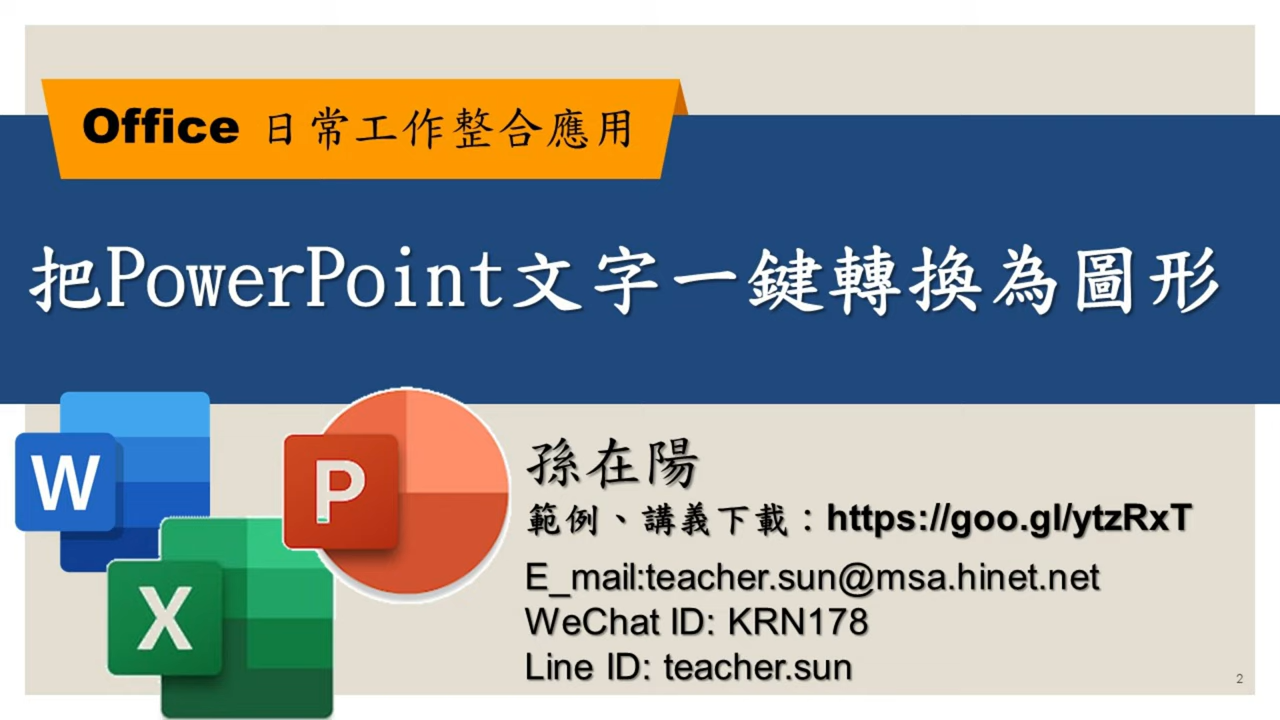 Office 日常工作整合應用
把PowerPoint文字一鍵轉換為圖形
W
P
X
孫在陽
範例、講義下載：https://goo.gl/ytzRxT
E_mail:teacher.sun@msa.hinet.net
WeChat ID: KRN178
Line ID: teacher.sun
2